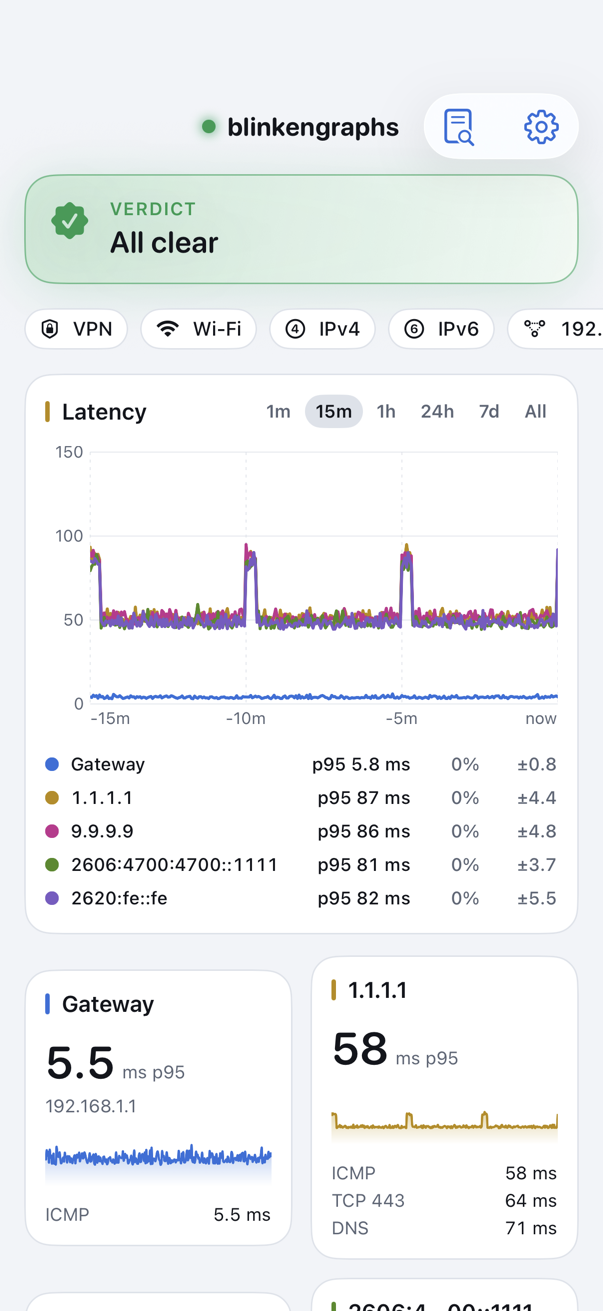 blinkengraphs
VERDICT
All clear
VPN Wi-Fi 4 IPv4 6 IPv6 192.
Latency 1m 15m 1h 24h 7d All
150
100
50
0
-15m -10m -5m now
Gateway p95 5.8 ms 0% ±0.8
1.1.1.1 p95 87 ms 0% ±4.4
9.9.9.9 p95 86 ms 0% ±4.8
2606:4700:4700::1111 p95 81 ms 0% ±3.7
2620:fe::fe p95 82 ms 0% ±5.5
Gateway
5.5 ms p95
192.168.1.1
ICMP 5.5 ms
1.1.1.1
58 ms p95
ICMP 58 ms
TCP 443 64 ms
DNS 71 ms